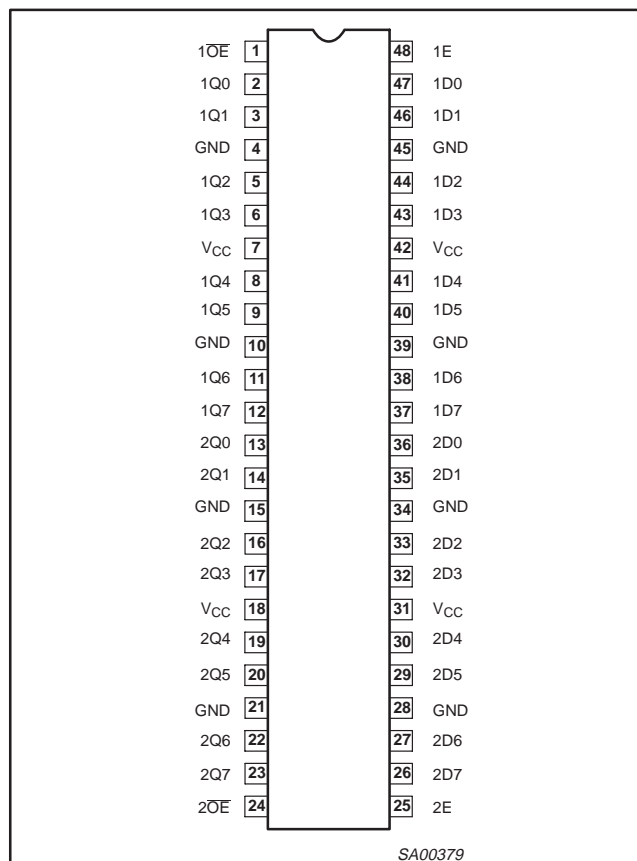 1O̅E̅ 1 48 1E
1Q0 2 47 1D0
1Q1 3 46 1D1
GND 4 45 GND
1Q2 5 44 1D2
1Q3 6 43 1D3
VCC 7 42 VCC
1Q4 8 41 1D4
1Q5 9 40 1D5
GND 10 39 GND
1Q6 11 38 1D6
1Q7 12 37 1D7
2Q0 13 36 2D0
2Q1 14 35 2D1
GND 15 34 GND
2Q2 16 33 2D2
2Q3 17 32 2D3
VCC 18 31 VCC
2Q4 19 30 2D4
2Q5 20 29 2D5
GND 21 28 GND
2Q6 22 27 2D6
2Q7 23 26 2D7
2O̅E̅ 24 25 2E
SA00379